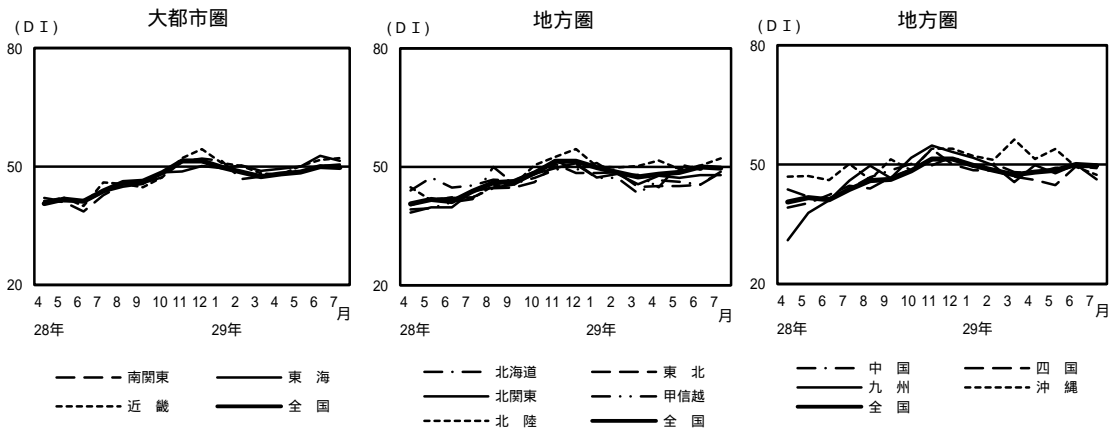 大都市圏
(ＤＩ)
80
50
20
4 5 6 7 8 9 10 11 12 1 2 3 4 5 6 7
月
28年 29年
南関東 東　海
近　畿 全　国
地方圏
(ＤＩ)
80
50
20
4 5 6 7 8 9 10 11 12 1 2 3 4 5 6 7
月
28年 29年
北海道 東　北
北関東 甲信越
北　陸 全　国
地方圏
(ＤＩ)
80
50
20
4 5 6 7 8 9 10 11 12 1 2 3 4 5 6 7
月
28年 29年
中　国 四　国
九　州 沖　縄
全　国